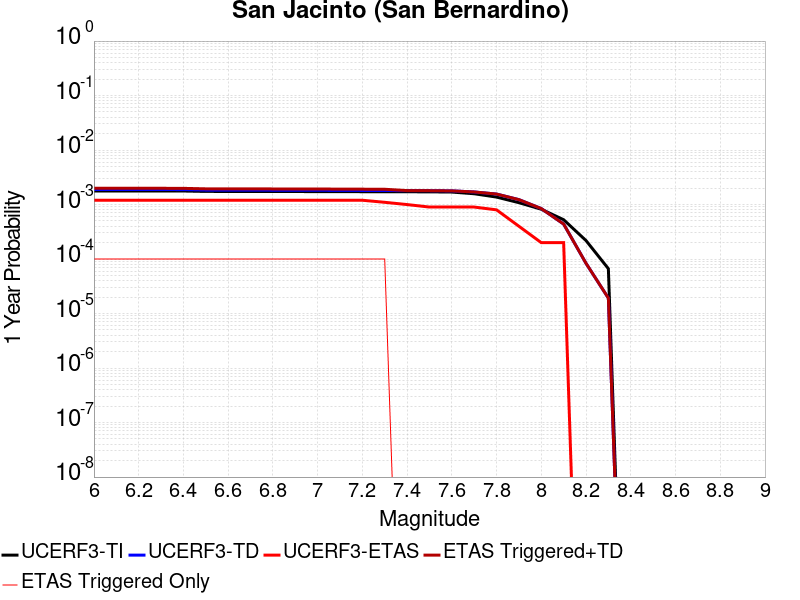 San Jacinto (San Bernardino)
10^0
10^-1
10^-2
10^-3
10^-4
10^-5
10^-6
10^-7
10^-8
1 Year Probability
6 6.2 6.4 6.6 6.8 7 7.2 7.4 7.6 7.8 8 8.2 8.4 8.6 8.8 9
Magnitude
UCERF3-TI UCERF3-TD UCERF3-ETAS ETAS Triggered+TD
ETAS Triggered Only